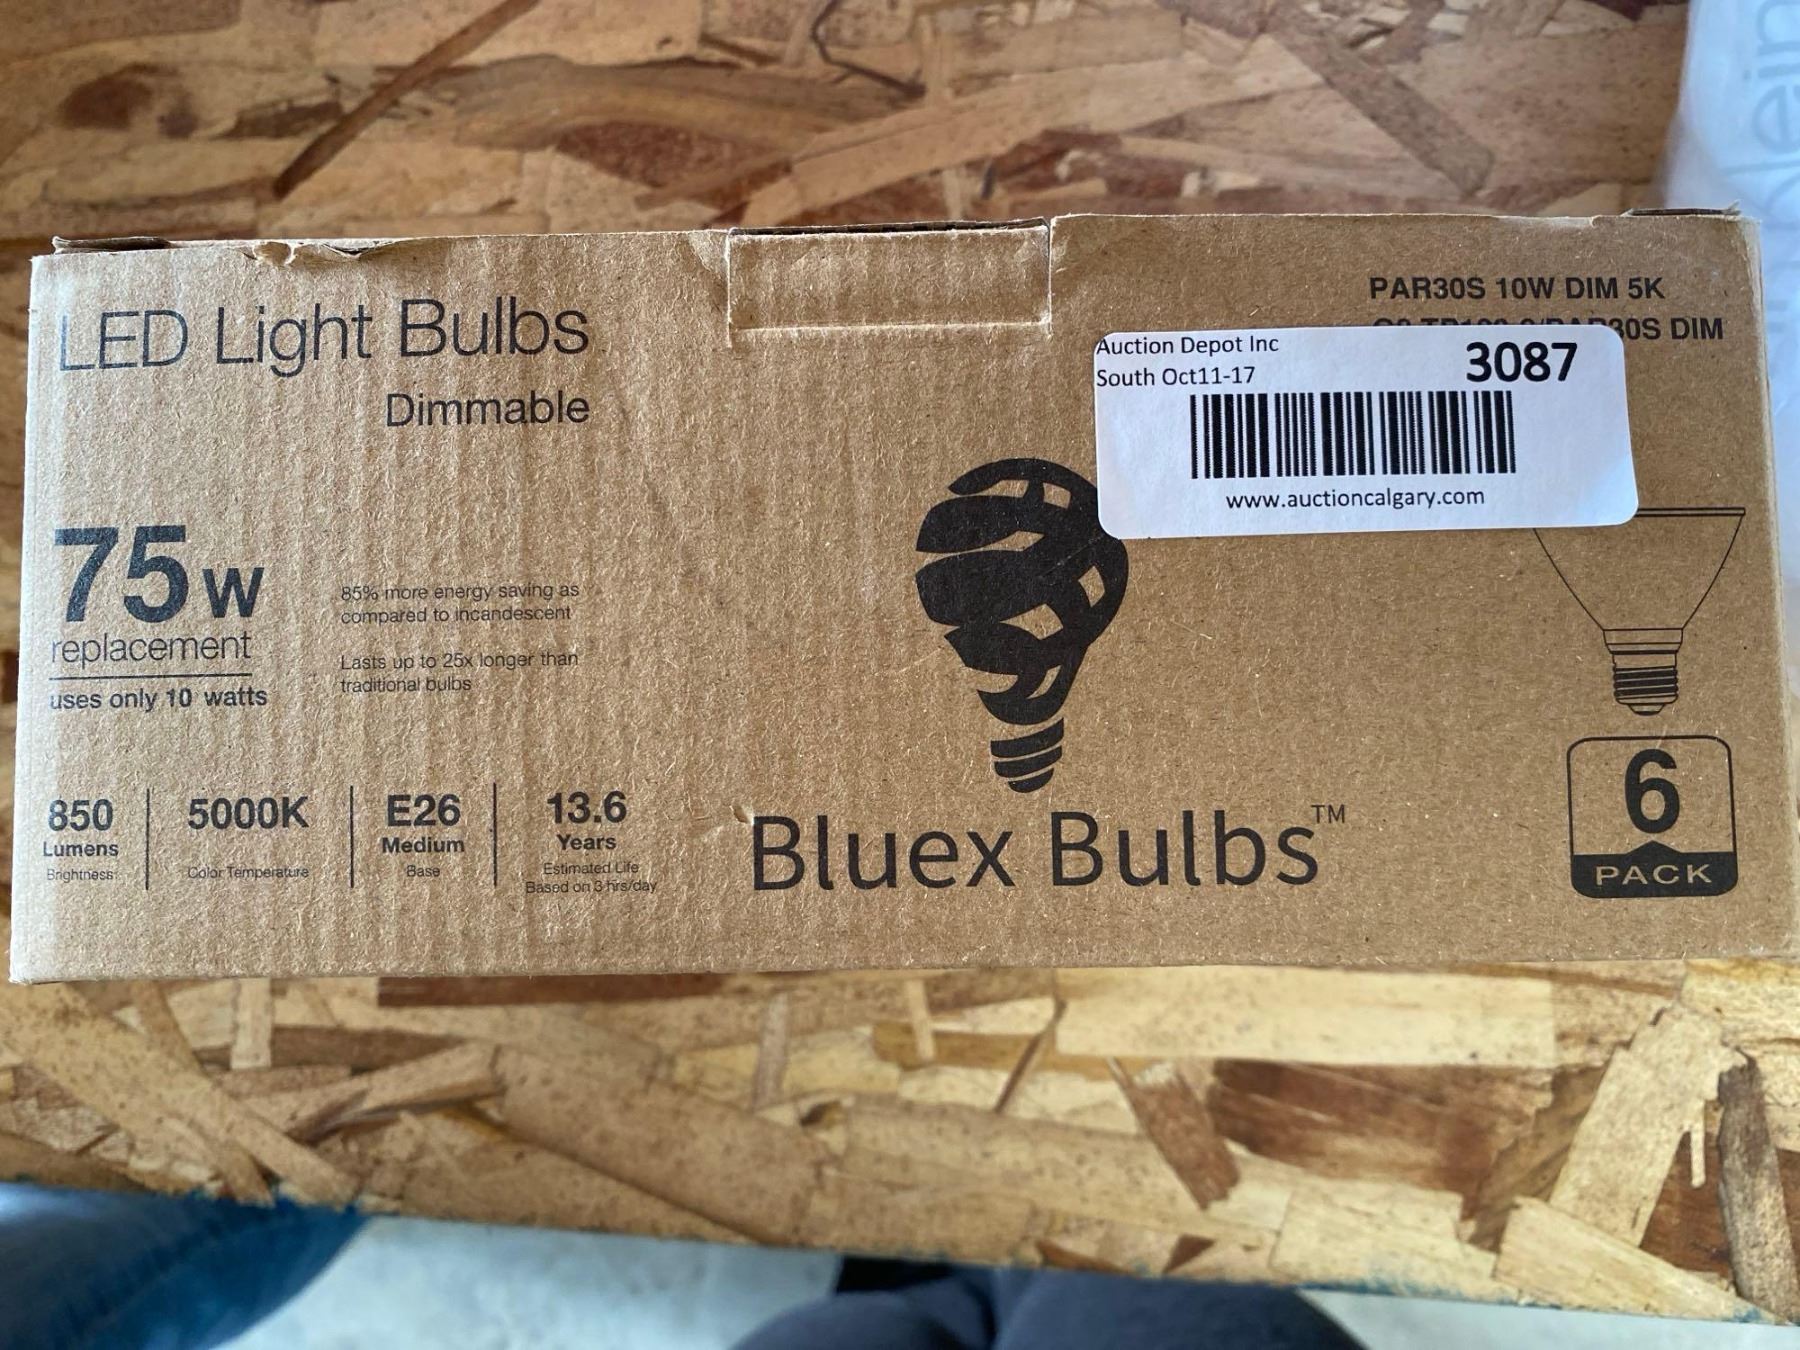 LED Light Bulbs
Dimmable
75w
replacement
uses only 10 watts
85% more energy saving as
compared to incandescent
Lasts up to 25x longer than
traditional bulbs
850
Lumens
Brightness
5000K
Color Temperature
E26
Medium
Base
13.6
Years
Estimated Life
Based on 3 hrs/day
Bluex Bulbs™
PAR30S 10W DIM 5K
DIM
Auction Depot Inc
South Oct11-17
3087
www.auctioncalgary.com
6
PACK